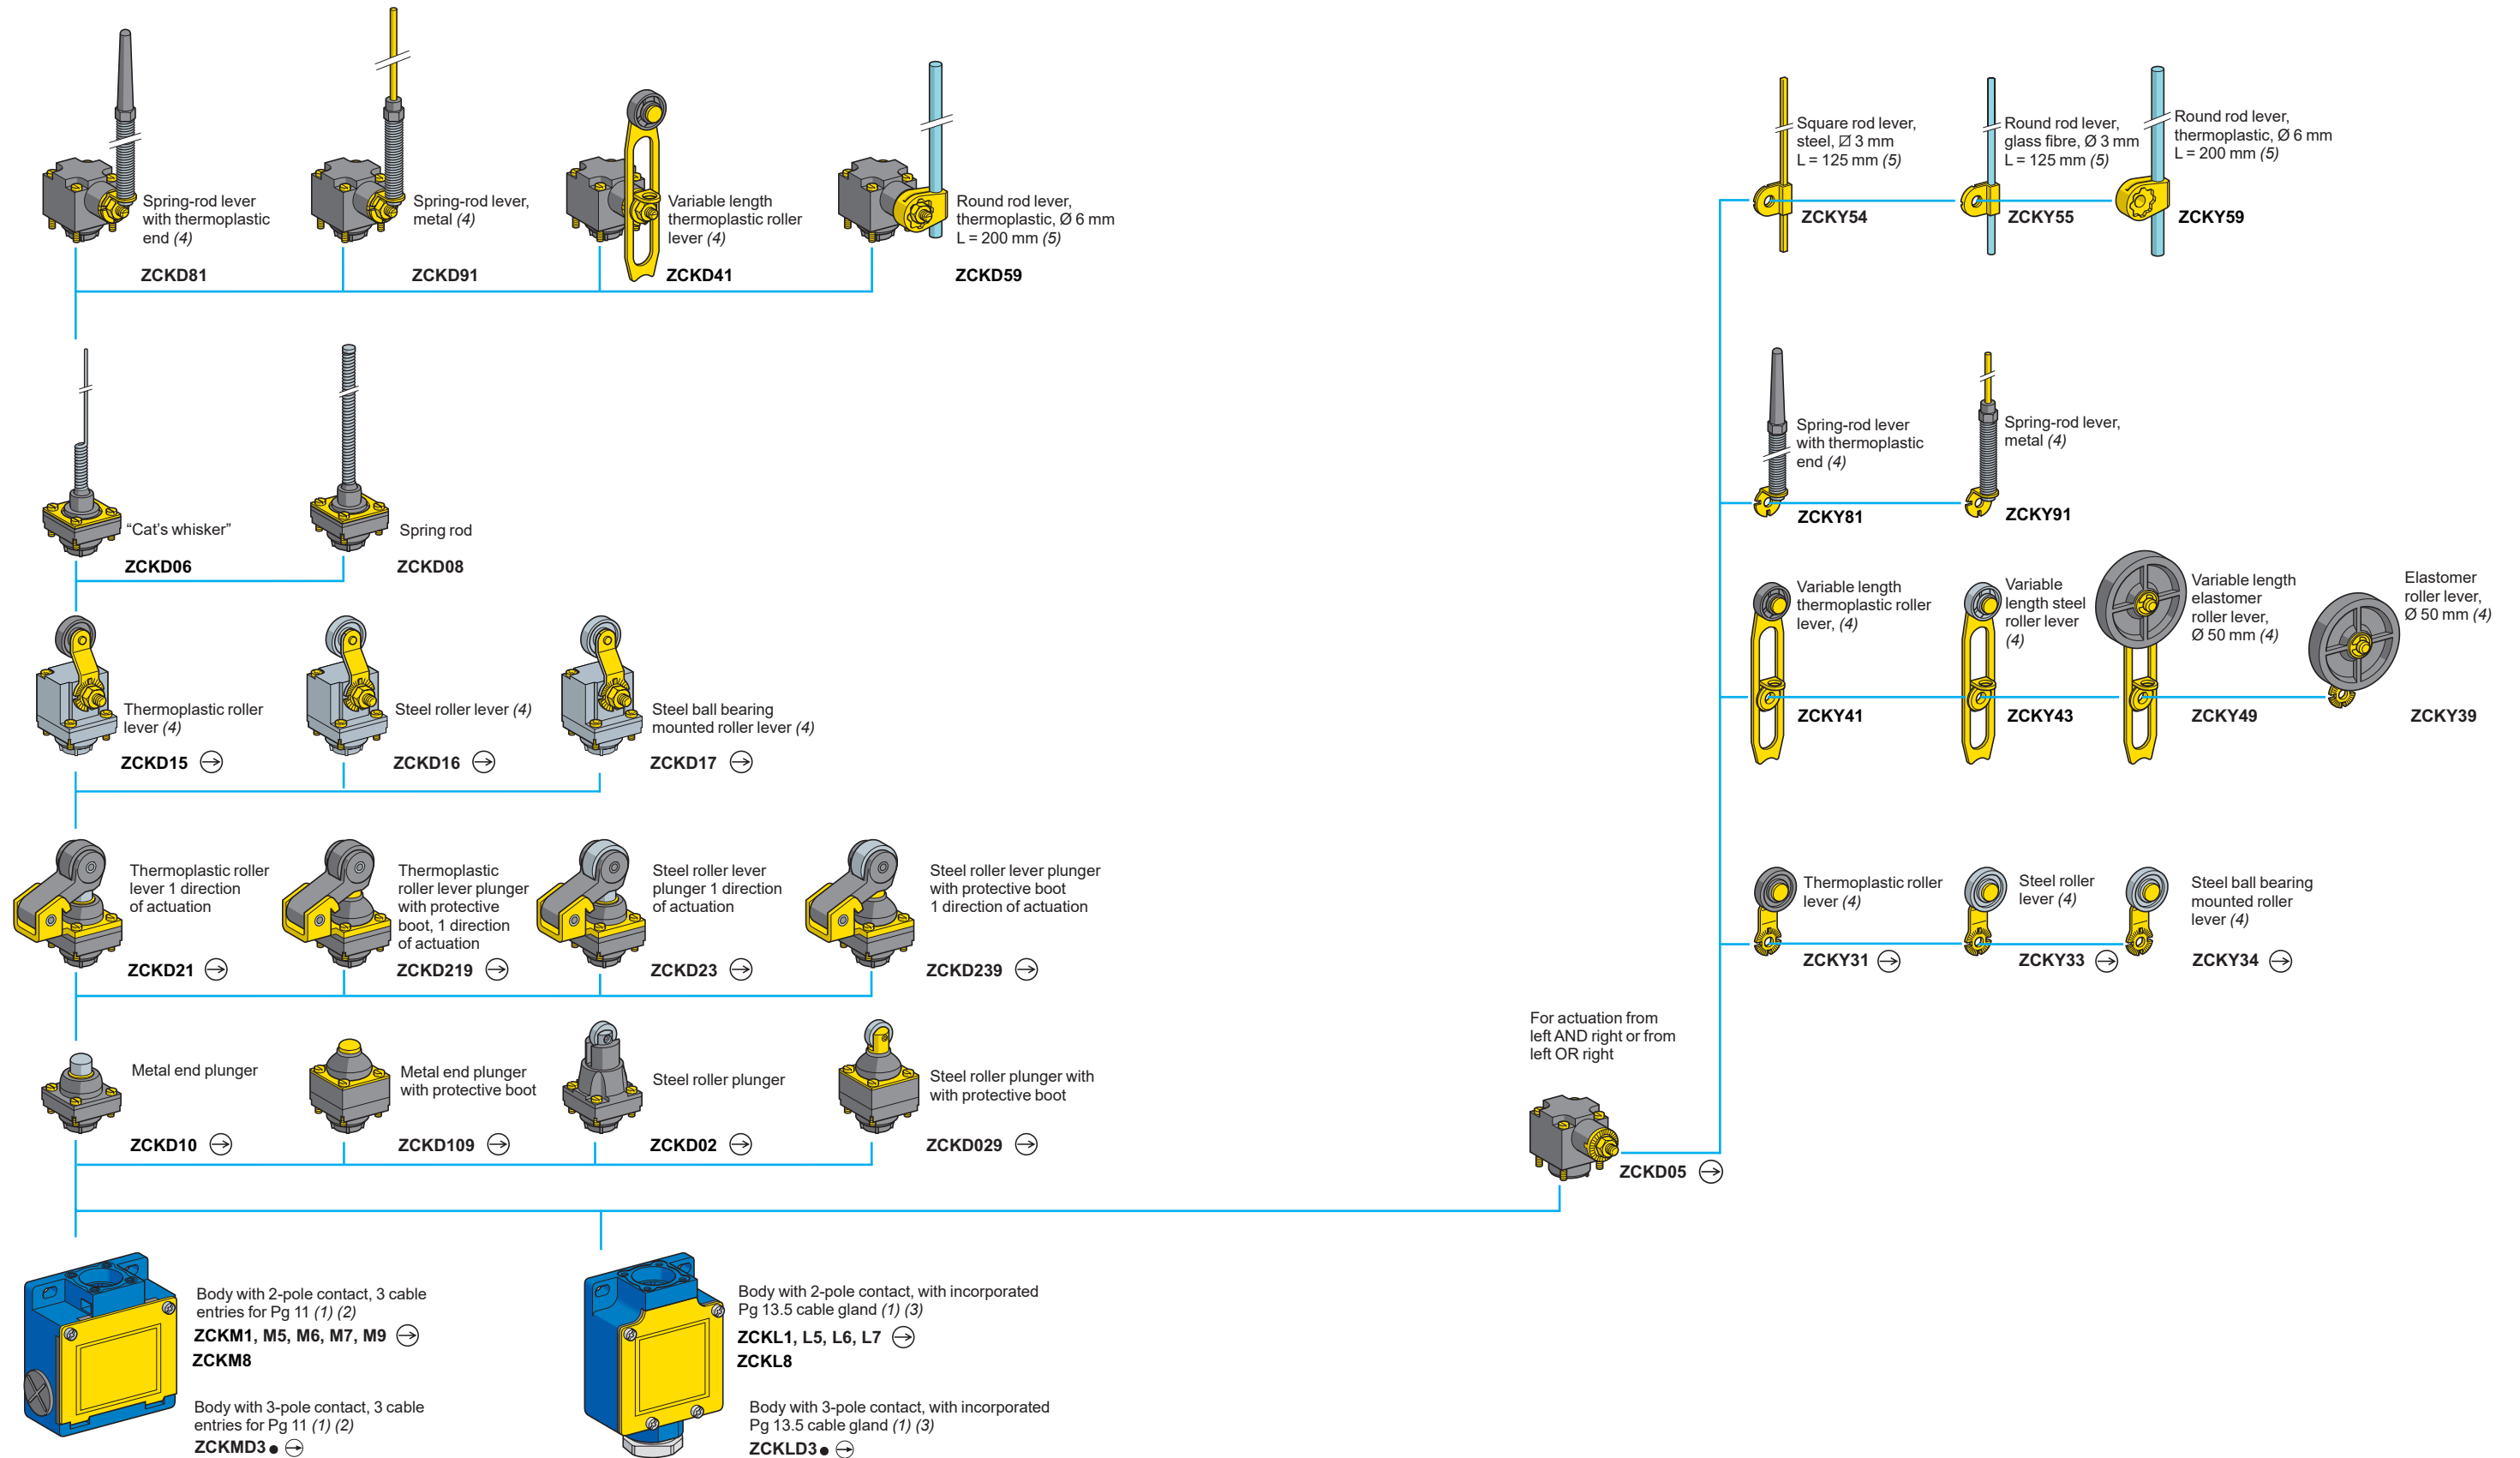 Spring-rod lever
with thermoplastic
end (4)
ZCKD81
Spring-rod lever,
metal (4)
ZCKD91
Variable length
thermoplastic roller
lever (4)
ZCKD41
Round rod lever,
thermoplastic, Ø 6 mm
L = 200 mm (5)
ZCKD59
“Cat’s whisker”
ZCKD06
Spring rod
ZCKD08
Thermoplastic roller
lever (4)
ZCKD15
Steel roller lever (4)
ZCKD16
Steel ball bearing
mounted roller lever (4)
ZCKD17
Thermoplastic roller
lever 1 direction
of actuation
ZCKD21
Thermoplastic
roller lever plunger
with protective
boot, 1 direction
of actuation
ZCKD219
Steel roller lever
plunger 1 direction
of actuation
ZCKD23
Steel roller lever plunger
with protective boot
1 direction of actuation
ZCKD239
Metal end plunger
ZCKD10
Metal end plunger
with protective boot
ZCKD109
Steel roller plunger
ZCKD02
Steel roller plunger with
with protective boot
ZCKD029
Body with 2-pole contact, 3 cable
entries for Pg 11 (1) (2)
ZCKM1, M5, M6, M7, M9
ZCKM8
Body with 3-pole contact, 3 cable
entries for Pg 11 (1) (2)
ZCKMD3●
Body with 2-pole contact, with incorporated
Pg 13.5 cable gland (1) (3)
ZCKL1, L5, L6, L7
ZCKL8
Body with 3-pole contact, with incorporated
Pg 13.5 cable gland (1) (3)
ZCKLD3●
Square rod lever,
steel, ⌀ 3 mm
L = 125 mm (5)
ZCKY54
Round rod lever,
glass fibre, Ø 3 mm
L = 125 mm (5)
ZCKY55
Round rod lever,
thermoplastic, Ø 6 mm
L = 200 mm (5)
ZCKY59
Spring-rod lever
with thermoplastic
end (4)
ZCKY81
Spring-rod lever,
metal (4)
ZCKY91
Variable length
thermoplastic roller
lever, (4)
ZCKY41
Variable
length steel
roller lever
(4)
ZCKY43
Variable length
elastomer
roller lever,
Ø 50 mm (4)
ZCKY49
Elastomer
roller lever,
Ø 50 mm (4)
ZCKY39
Thermoplastic roller
lever (4)
ZCKY31
Steel roller
lever (4)
ZCKY33
Steel ball bearing
mounted roller
lever (4)
ZCKY34
For actuation from
left AND right or from
left OR right
ZCKD05